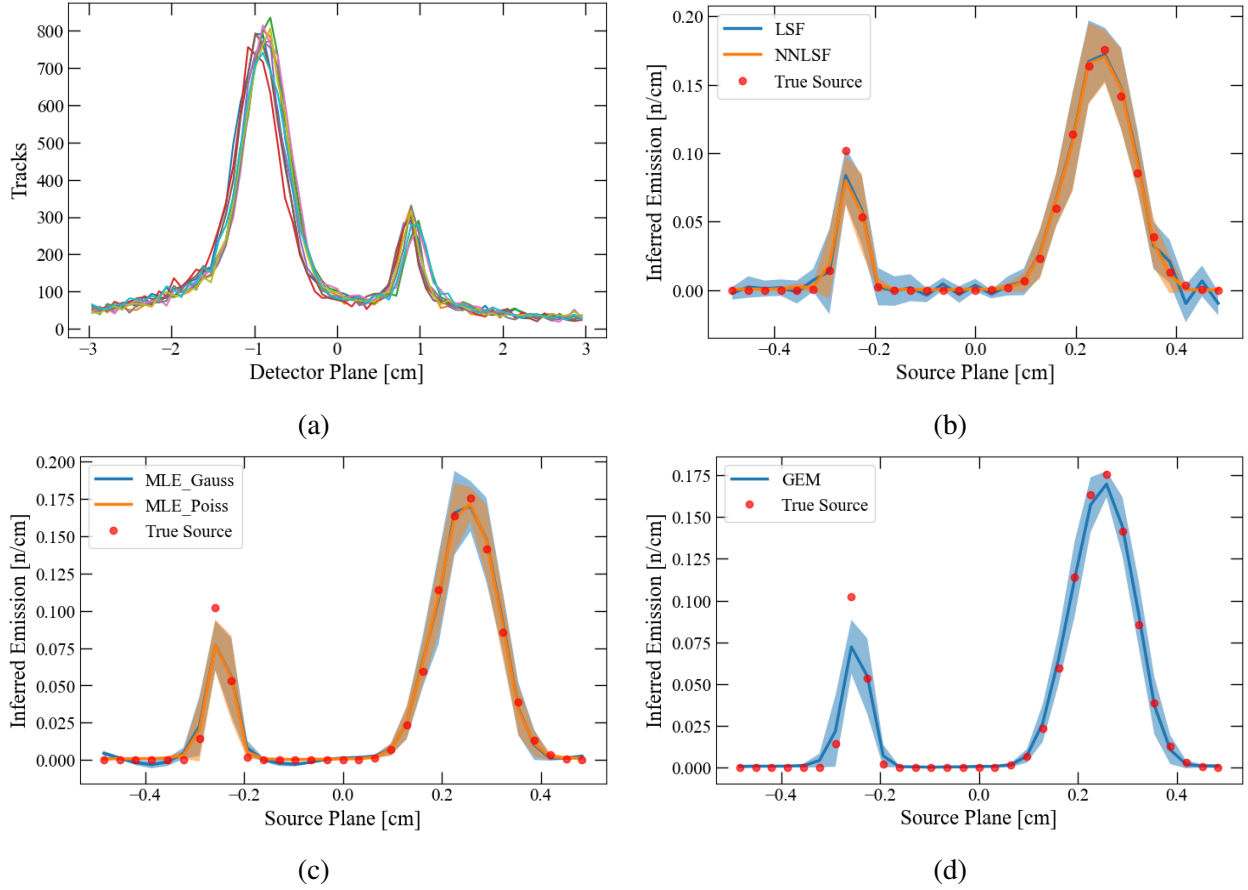 800
700
600
500
400
300
200
100
0
Tracks
−3 −2 −1 0 1 2 3
Detector Plane [cm]
(a)
0.20
0.15
0.10
0.05
0.00
Inferred Emission [n/cm]
LSF
NNLSF
True Source
−0.4 −0.2 0.0 0.2 0.4
Source Plane [cm]
(b)
0.200
0.175
0.150
0.125
0.100
0.075
0.050
0.025
0.000
Inferred Emission [n/cm]
MLE_Gauss
MLE_Poiss
True Source
−0.4 −0.2 0.0 0.2 0.4
Source Plane [cm]
(c)
0.175
0.150
0.125
0.100
0.075
0.050
0.025
0.000
Inferred Emission [n/cm]
GEM
True Source
−0.4 −0.2 0.0 0.2 0.4
Source Plane [cm]
(d)